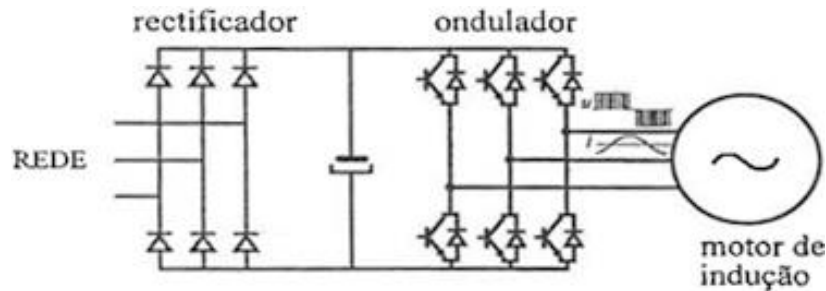 rectificador
ondulador
u
i
REDE
motor de
indução